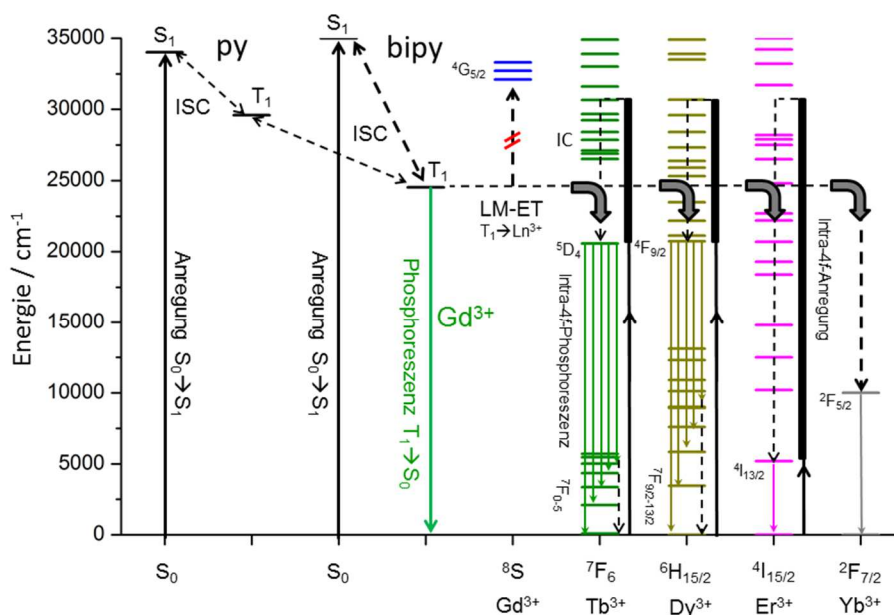 Energie / cm-1
35000
30000
25000
20000
15000
10000
5000
0
S1
py
S1
bipy
ISC
T1
ISC
T1
Anregung S0→S1
Anregung S0→S1
Phosphoreszenz T1→S0
Gd3+
4G5/2
LM-ET
T1→Ln3+
IC
5D4
Intra-4f-Phosphoreszenz
7F0-5
4F9/2
7F9/2-13/2
Intra-4f-Anregung
4I13/2
2F5/2
S0
S0
8S
7F6
6H15/2
4I15/2
2F7/2
Gd3+
Tb3+
Dy3+
Er3+
Yb3+